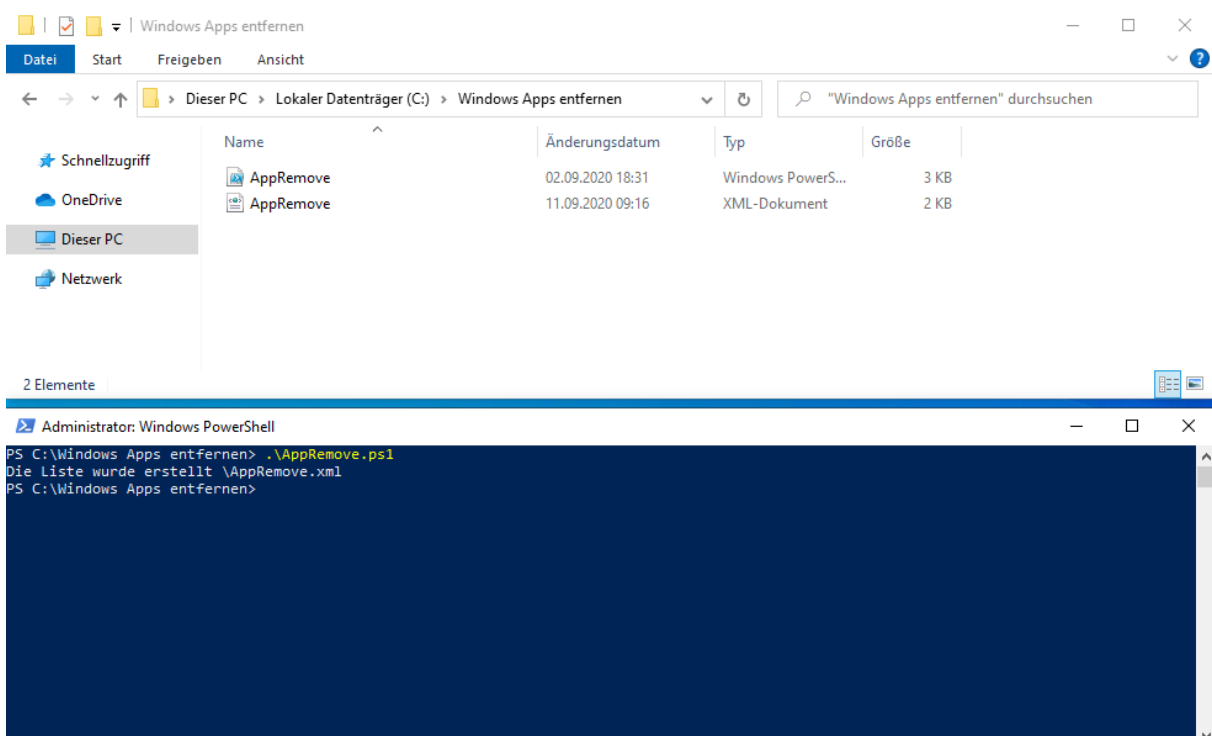 Windows Apps entfernen
Datei Start Freigeben Ansicht
Dieser PC > Lokaler Datenträger (C:) > Windows Apps entfernen "Windows Apps entfernen" durchsuchen
Name Änderungsdatum Typ Größe
Schnellzugriff
AppRemove 02.09.2020 18:31 Windows PowerS... 3 KB
OneDrive
AppRemove 11.09.2020 09:16 XML-Dokument 2 KB
Dieser PC
Netzwerk
2 Elemente
Administrator: Windows PowerShell
PS C:\Windows Apps entfernen> .\AppRemove.ps1
Die Liste wurde erstellt \AppRemove.xml
PS C:\Windows Apps entfernen>